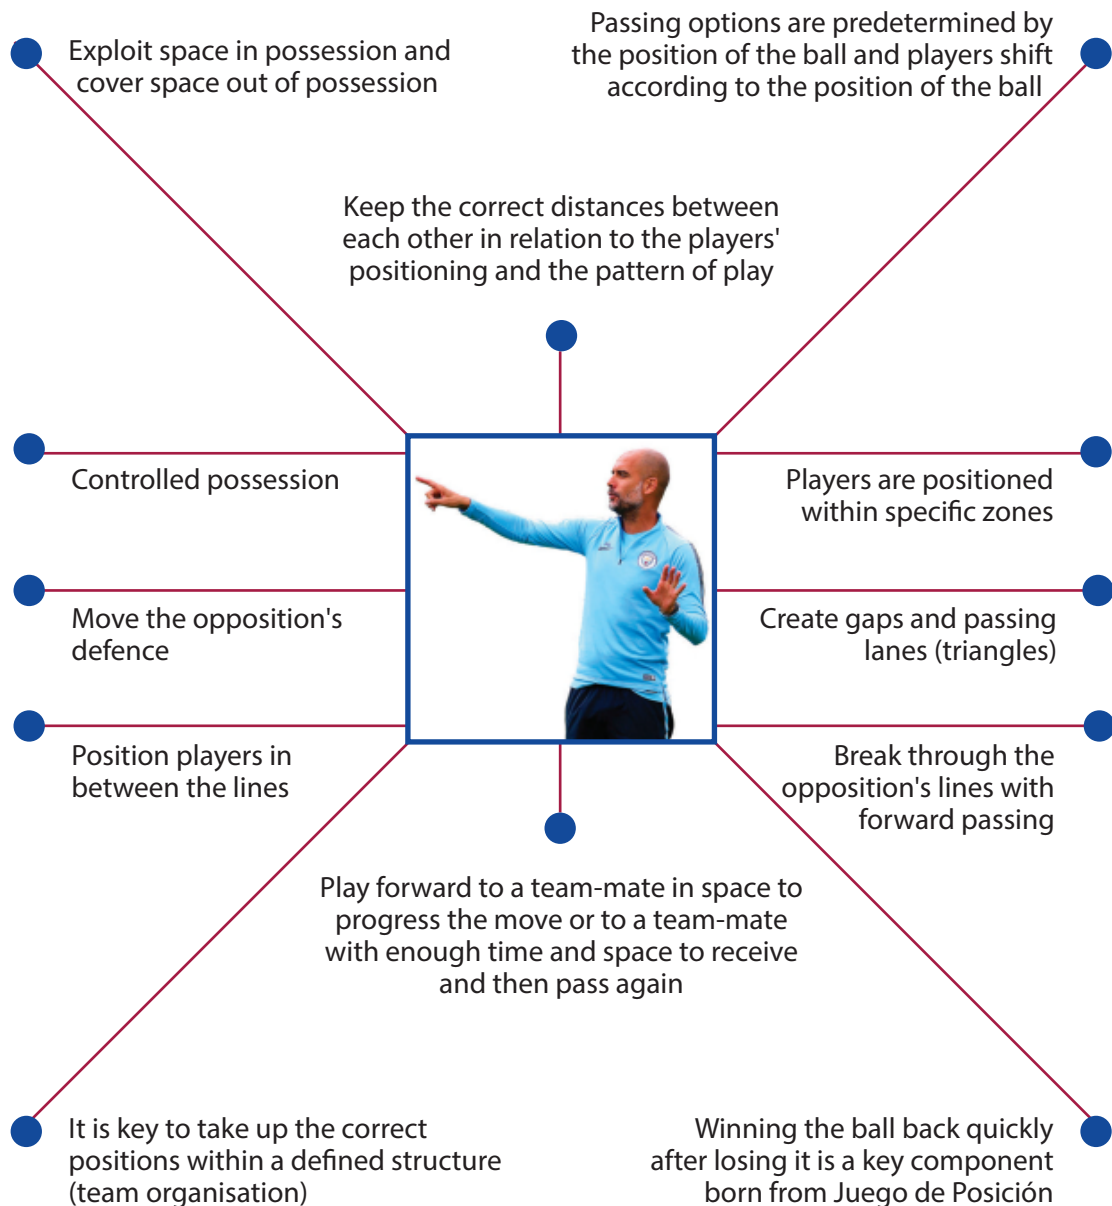 Exploit space in possession and
cover space out of possession
Passing options are predetermined by
the position of the ball and players shift
according to the position of the ball
Keep the correct distances between
each other in relation to the players'
positioning and the pattern of play
Controlled possession
Players are positioned
within specific zones
Move the opposition's
defence
Create gaps and passing
lanes (triangles)
Position players in
between the lines
Break through the
opposition's lines with
forward passing
Play forward to a team-mate in space to
progress the move or to a team-mate
with enough time and space to receive
and then pass again
It is key to take up the correct
positions within a defined structure
(team organisation)
Winning the ball back quickly
after losing it is a key component
born from Juego de Posición